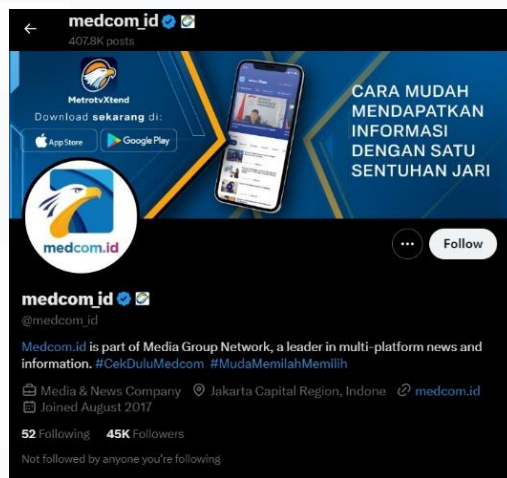 medcom_id
407.8K posts
MetrotvXtend
Download sekarang di:
App Store
Google Play
CARA MUDAH
MENDAPATKAN
INFORMASI
DENGAN SATU
SENTUHAN JARI
medcom.id
Follow
medcom_id
@medcom_id
Medcom.id is part of Media Group Network, a leader in multi-platform news and
information. #CekDuluMedcom #MudaMemilahMemilih
Media & News Company Jakarta Capital Region, Indone medcom.id
Joined August 2017
52 Following 45K Followers
Not followed by anyone you're following